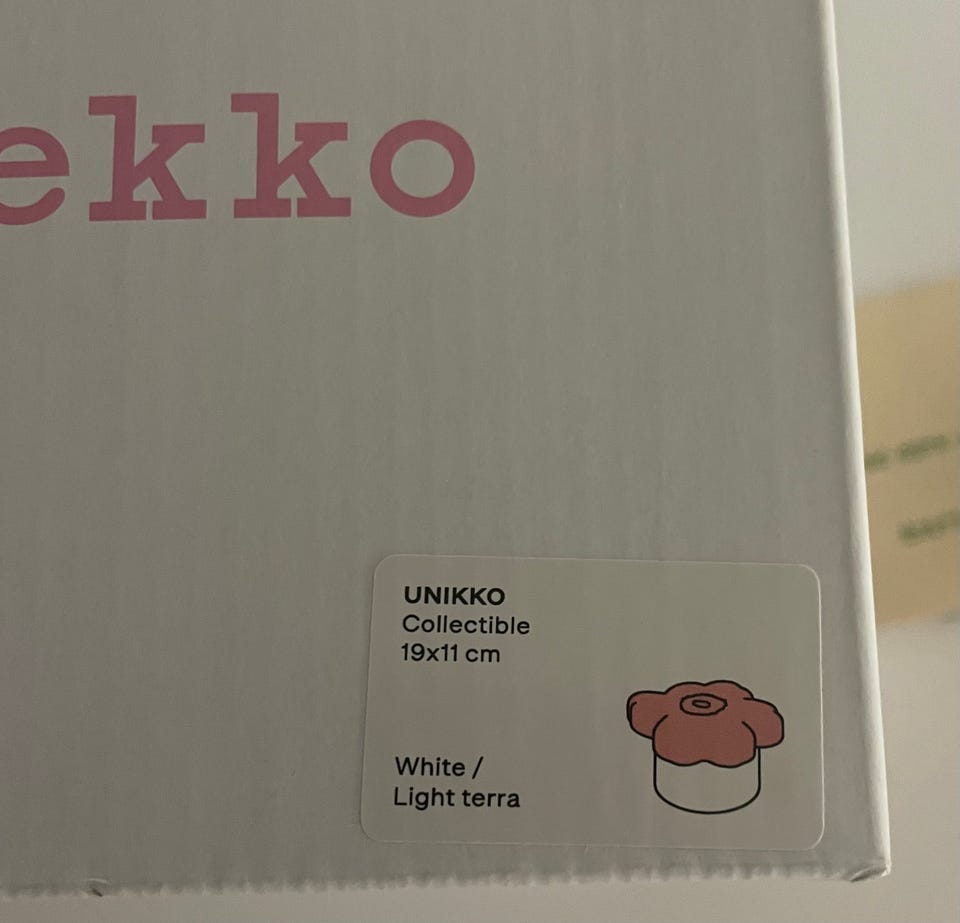 ekko
UNIKKO
Collectible
19x11 cm
White /
Light terra